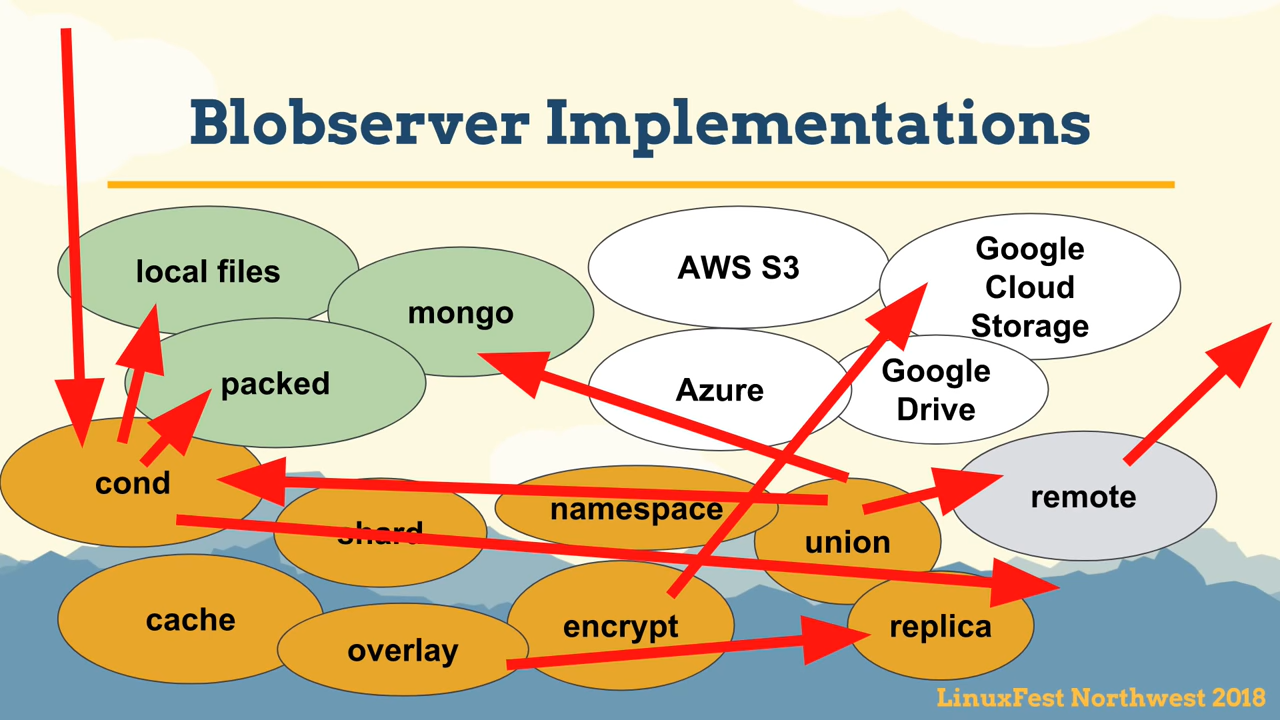 Blobserver Implementations
local files
mongo
packed
AWS S3
Google
Cloud
Storage
Azure
Google
Drive
cond
shard
namespace
union
remote
cache
overlay
encrypt
replica
LinuxFest Northwest 2018